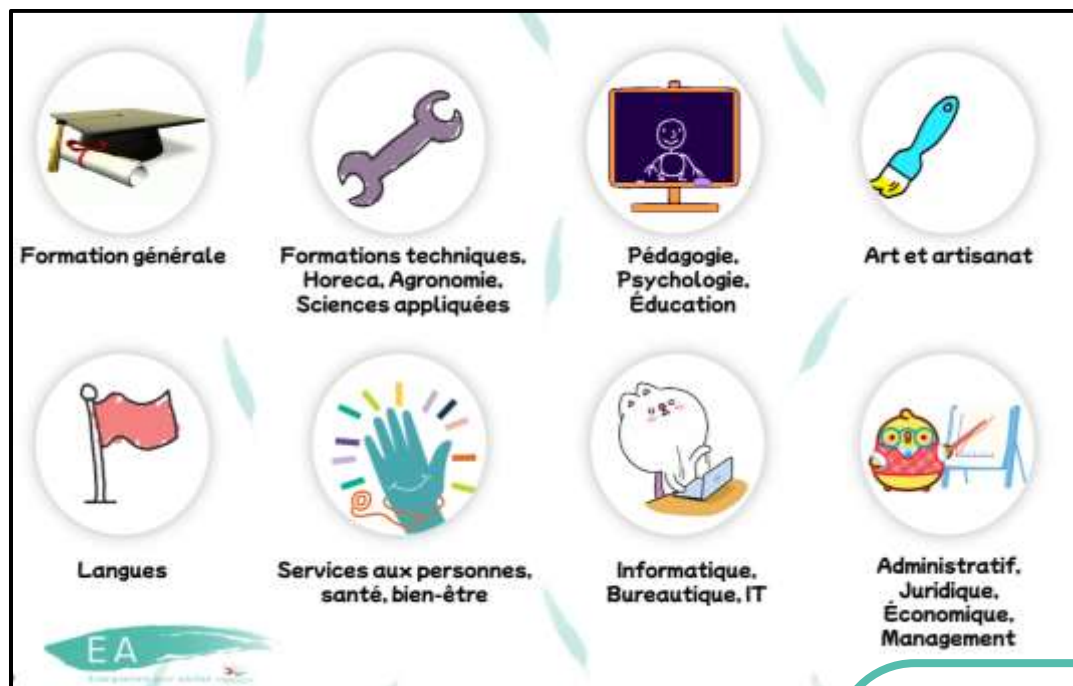 Formation générale
Formations techniques,
Horeca, Agronomie,
Sciences appliquées
Pédagogie,
Psychologie,
Éducation
Art et artisanat
Langues
Services aux personnes,
santé, bien-être
Informatique,
Bureautique, IT
Administratif,
Juridique,
Économique,
Management
EA